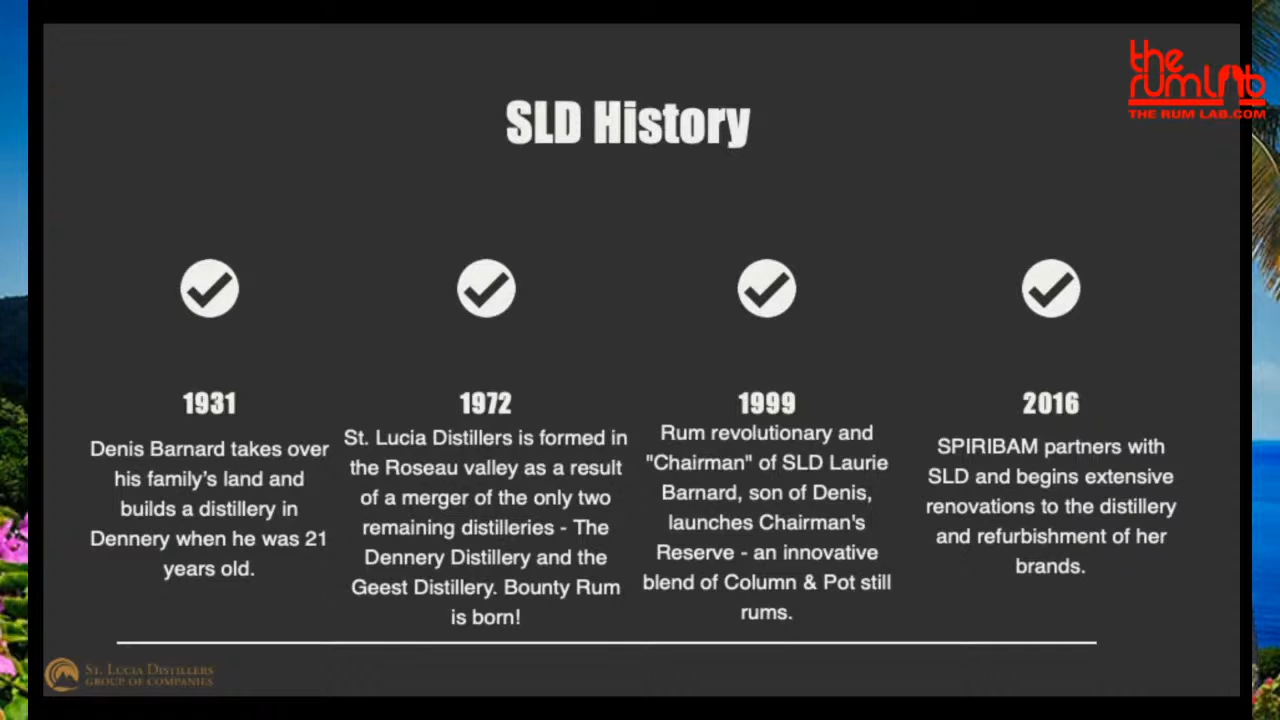 the
rum lab
THE RUM LAB.COM
SLD History
1931
Denis Barnard takes over
his family's land and
builds a distillery in
Dennery when he was 21
years old.
1972
St. Lucia Distillers is formed in
the Roseau valley as a result
of a merger of the only two
remaining distilleries - The
Dennery Distillery and the
Geest Distillery. Bounty Rum
is born!
1999
Rum revolutionary and
"Chairman" of SLD Laurie
Barnard, son of Denis,
launches Chairman's
Reserve - an innovative
blend of Column & Pot still
rums.
2016
SPIRIBAM partners with
SLD and begins extensive
renovations to the distillery
and refurbishment of her
brands.
ST. LUCIA DISTILLERS
GROUP OF COMPANIES